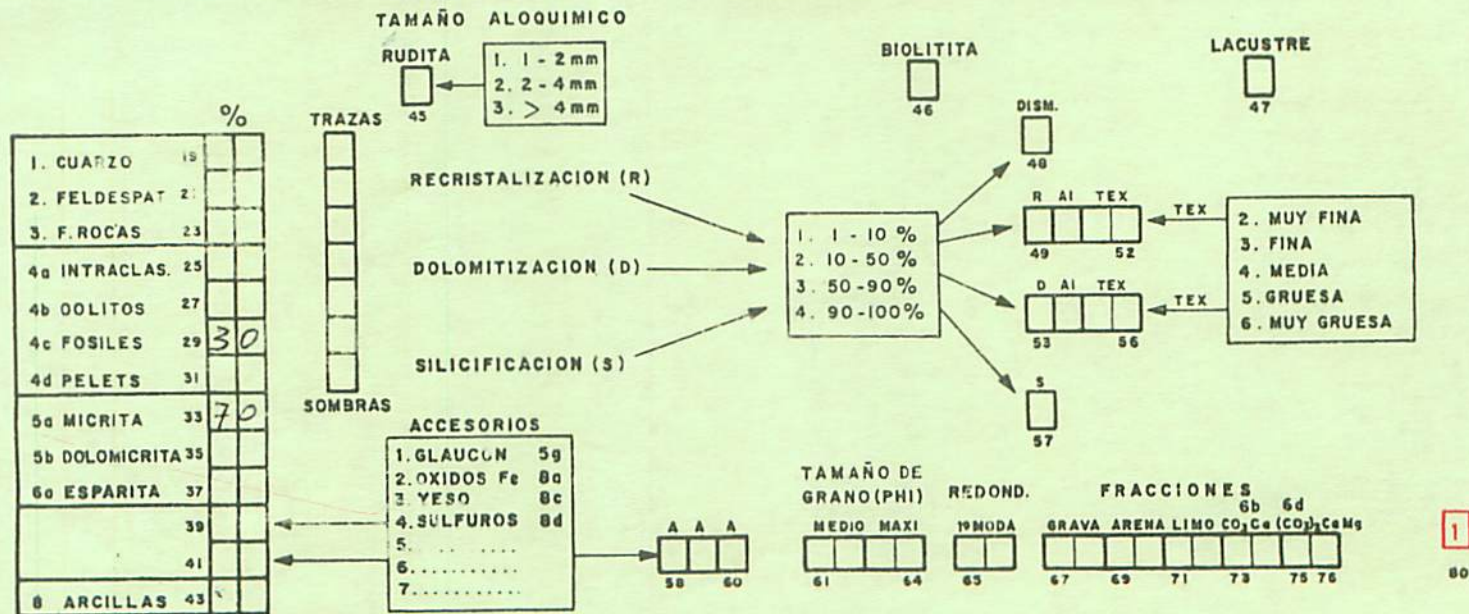 TAMAÑO ALOQUIMICO
RUDITA
45
1. 1 - 2 mm
2. 2 - 4 mm
3. > 4 mm
BIOLITITA
46
LACUSTRE
47
%
1. CUARZO 19
2. FELDESPAT 21
3. F. ROCAS 23
4a INTRACLAS. 25
4b OOLITOS 27
4c FOSILES 29 30
4d PELETS 31
5a MICRITA 33 70
5b DOLOMICRITA 35
6a ESPARITA 37
39
41
8 ARCILLAS 43
TRAZAS
SOMBRAS
RECRISTALIZACION (R)
DOLOMITIZACION (D)
SILICIFICACION (S)
1. 1 - 10 %
2. 10 - 50 %
3. 50 - 90 %
4. 90 - 100%
DISM.
48
R Al TEX
49 52
TEX
D Al TEX
53 56
TEX
S
57
2. MUY FINA
3. FINA
4. MEDIA
5. GRUESA
6. MUY GRUESA
ACCESORIOS
1. GLAUCON 5g
2. OXIDOS Fe 8a
3. YESO 8c
4. SULFUROS 8d
5. ..........
6. ..........
7. ..........
A A A
58 60
TAMAÑO DE
GRANO (PHI)
MEDIO MAXI
61 64
REDOND.
1ª MODA
65
FRACCIONES
6b 6d
GRAVA ARENA LIMO CO3Ca (CO3)2CaMg
67 69 71 73 75 76
1
80